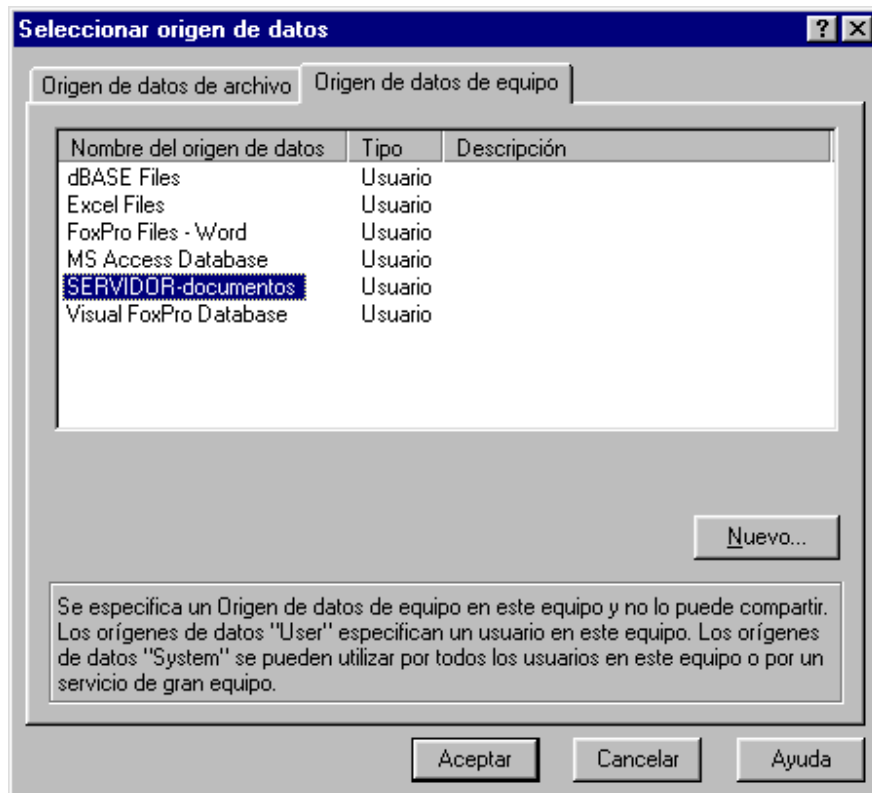 Seleccionar origen de datos
Origen de datos de archivo Origen de datos de equipo
Nombre del origen de datos Tipo Descripción
dBASE Files Usuario
Excel Files Usuario
FoxPro Files - Word Usuario
MS Access Database Usuario
SERVIDOR-documentos Usuario
Visual FoxPro Database Usuario
Nuevo...
Se especifica un Origen de datos de equipo en este equipo y no lo puede compartir.
Los orígenes de datos "User" especifican un usuario en este equipo. Los orígenes
de datos "System" se pueden utilizar por todos los usuarios en este equipo o por un
servicio de gran equipo.
Aceptar Cancelar Ayuda